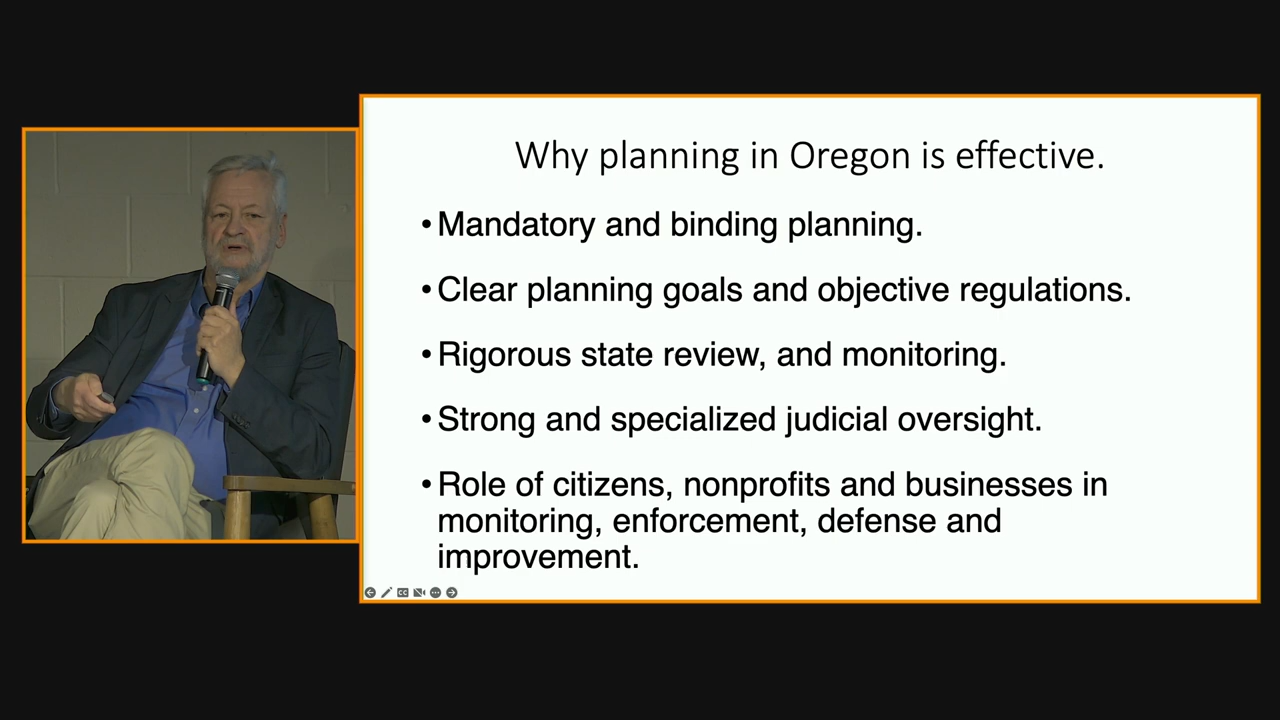 Why planning in Oregon is effective.
•Mandatory and binding planning.
•Clear planning goals and objective regulations.
•Rigorous state review, and monitoring.
•Strong and specialized judicial oversight.
•Role of citizens, nonprofits and businesses in
monitoring, enforcement, defense and
improvement.
CC